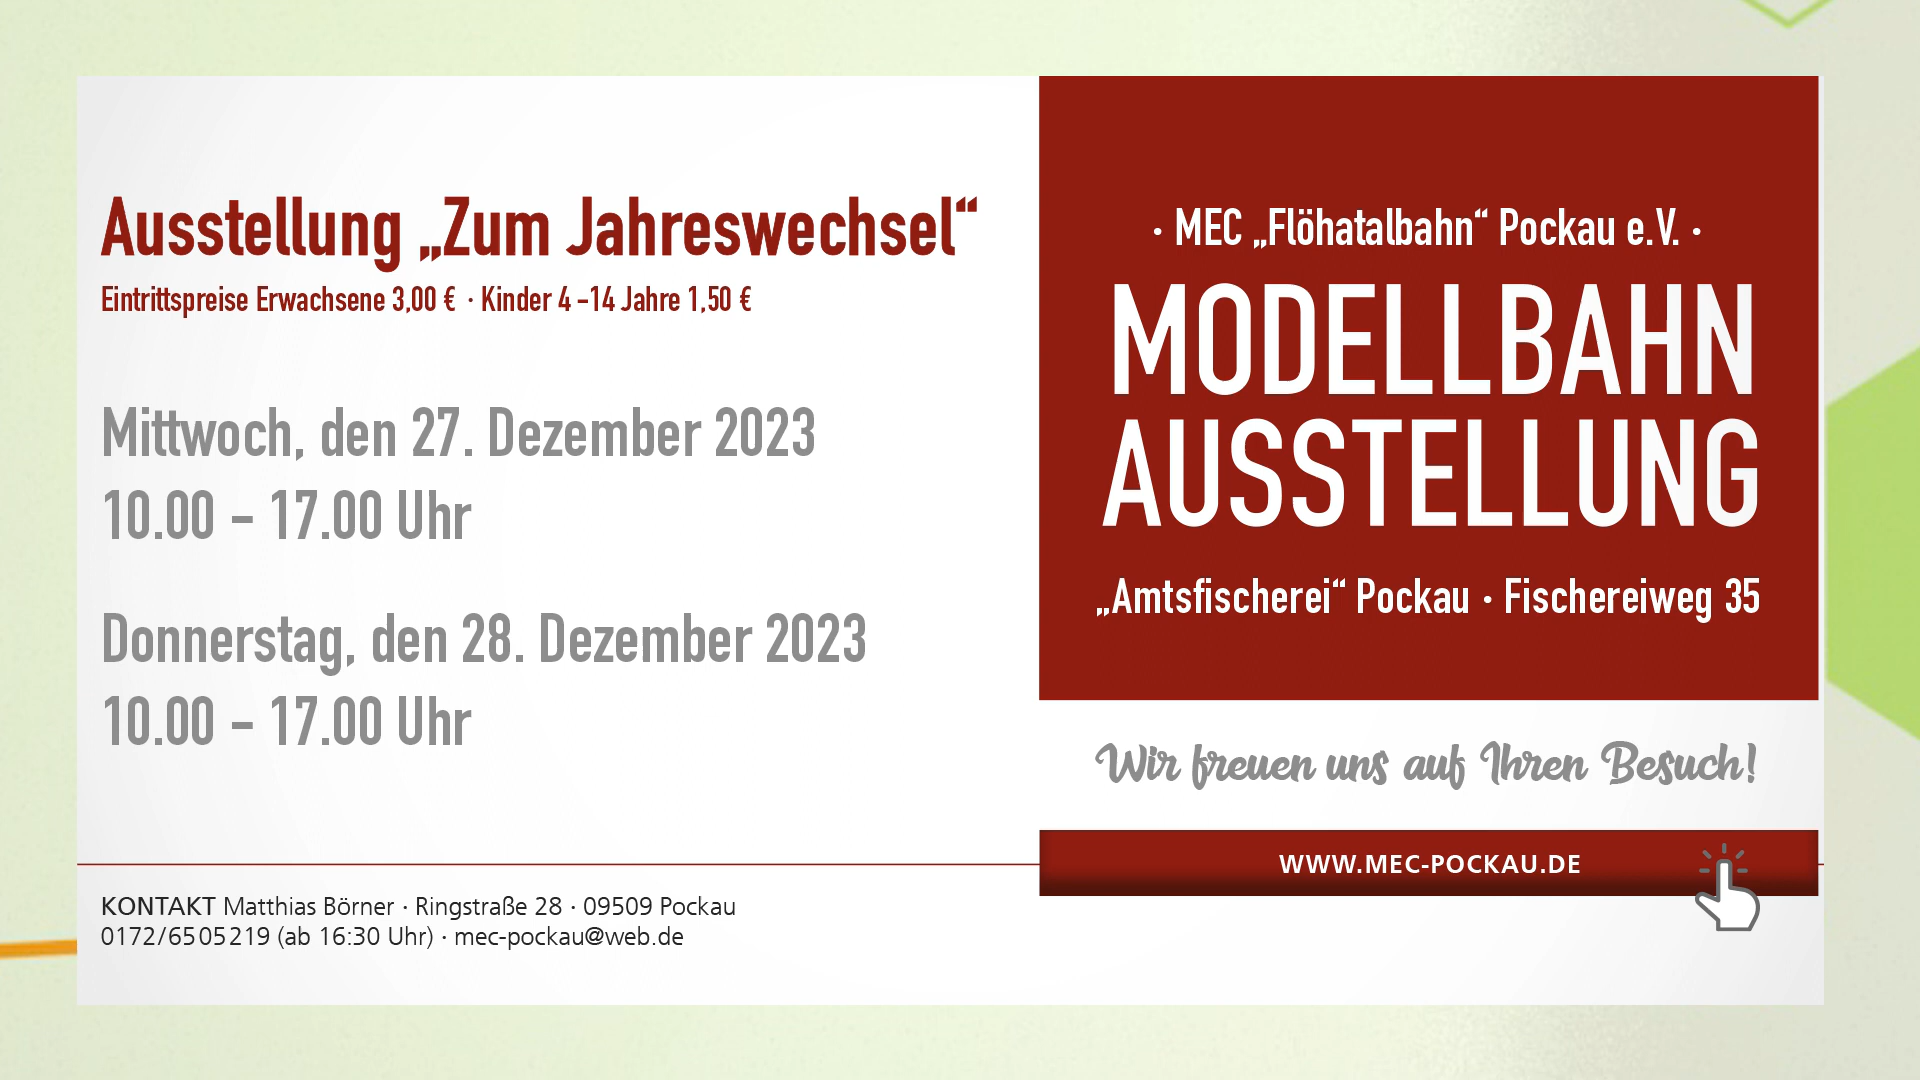 Ausstellung „Zum Jahreswechsel“
Eintrittspreise Erwachsene 3,00 € · Kinder 4 –14 Jahre 1,50 €
Mittwoch, den 27. Dezember 2023
10.00 – 17.00 Uhr
Donnerstag, den 28. Dezember 2023
10.00 – 17.00 Uhr
KONTAKT Matthias Börner · Ringstraße 28 · 09509 Pockau
0172/6505219 (ab 16:30 Uhr) · mec-pockau@web.de
· MEC „Flöhatalbahn“ Pockau e.V. ·
MODELLBAHN
AUSSTELLUNG
„Amtsfischerei“ Pockau · Fischereiweg 35
Wir freuen uns auf Ihren Besuch!
WWW.MEC-POCKAU.DE